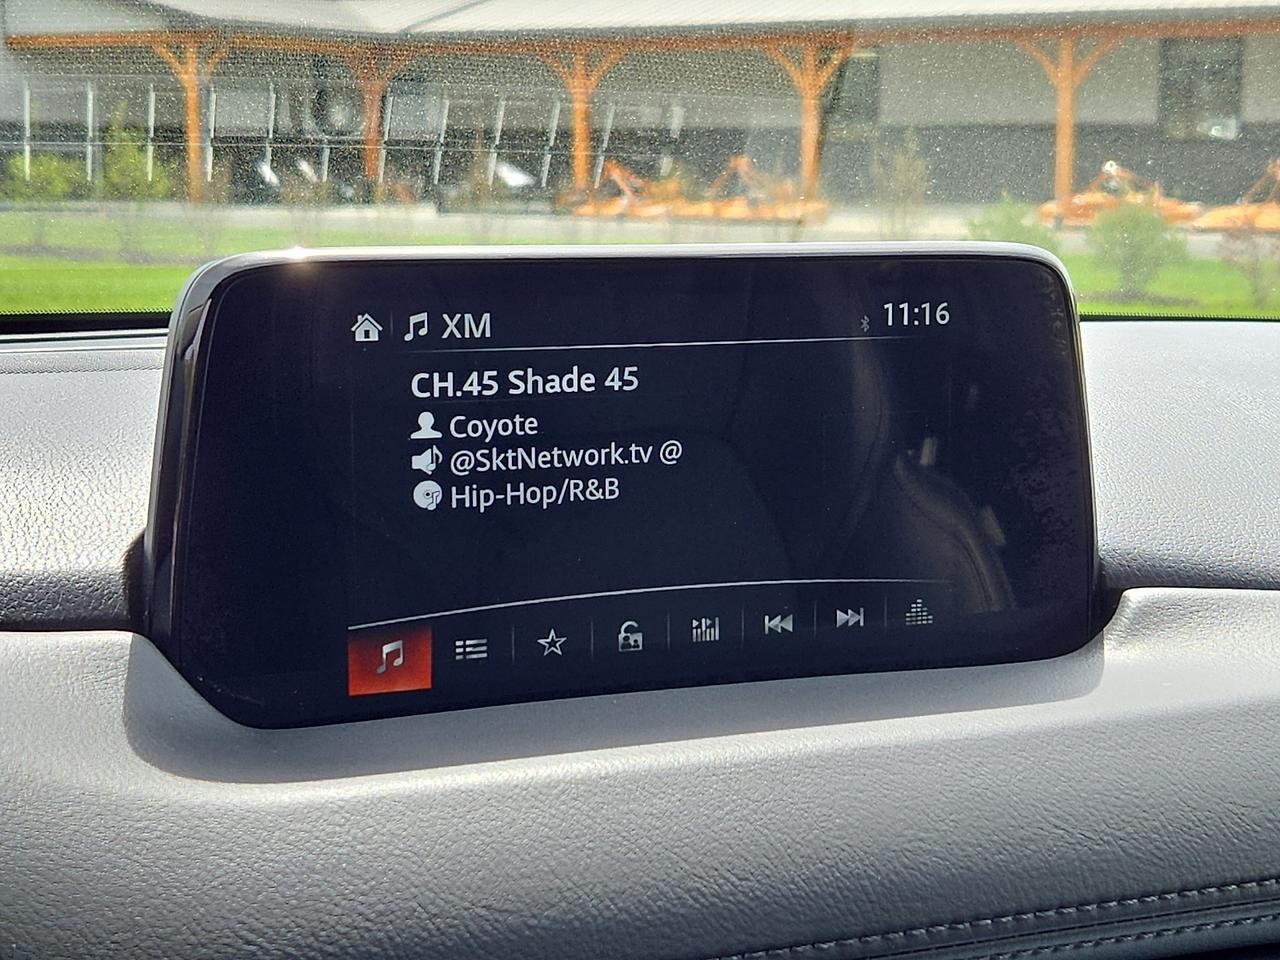 XM
11:16
CH.45 Shade 45
Coyote
@SktNetwork.tv @
Hip-Hop/R&B